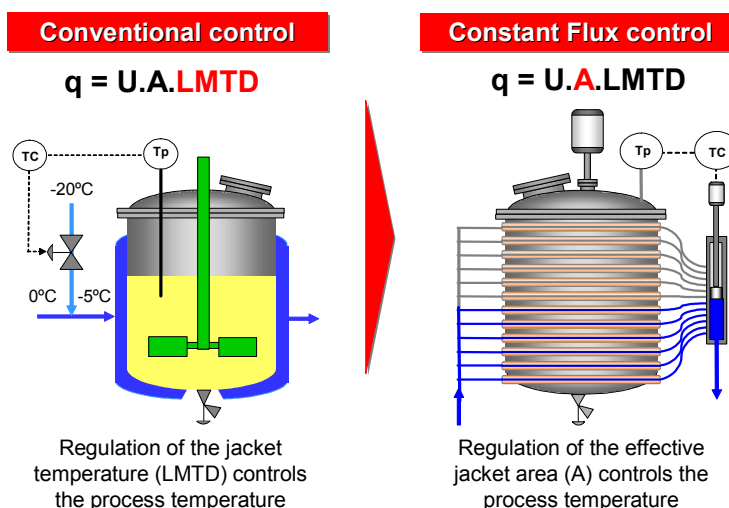 Conventional control
q = U.A.LMTD
TC
Tp
-20ºC
0ºC
-5ºC
Regulation of the jacket
temperature (LMTD) controls
the process temperature
Constant Flux control
q = U.A.LMTD
Tp
TC
Regulation of the effective
jacket area (A) controls the
process temperature